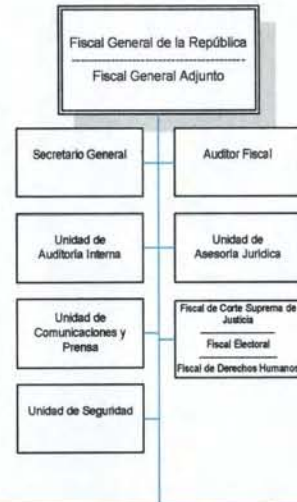 Fiscal General de la República
Fiscal General Adjunto
Secretario General
Auditor Fiscal
Unidad de
Auditoría Interna
Unidad de
Asesoría Jurídica
Unidad de
Comunicaciones y
Prensa
Fiscal de Corte Suprema de
Justicia
Fiscal Electoral
Fiscal de Derechos Humanos
Unidad de Seguridad